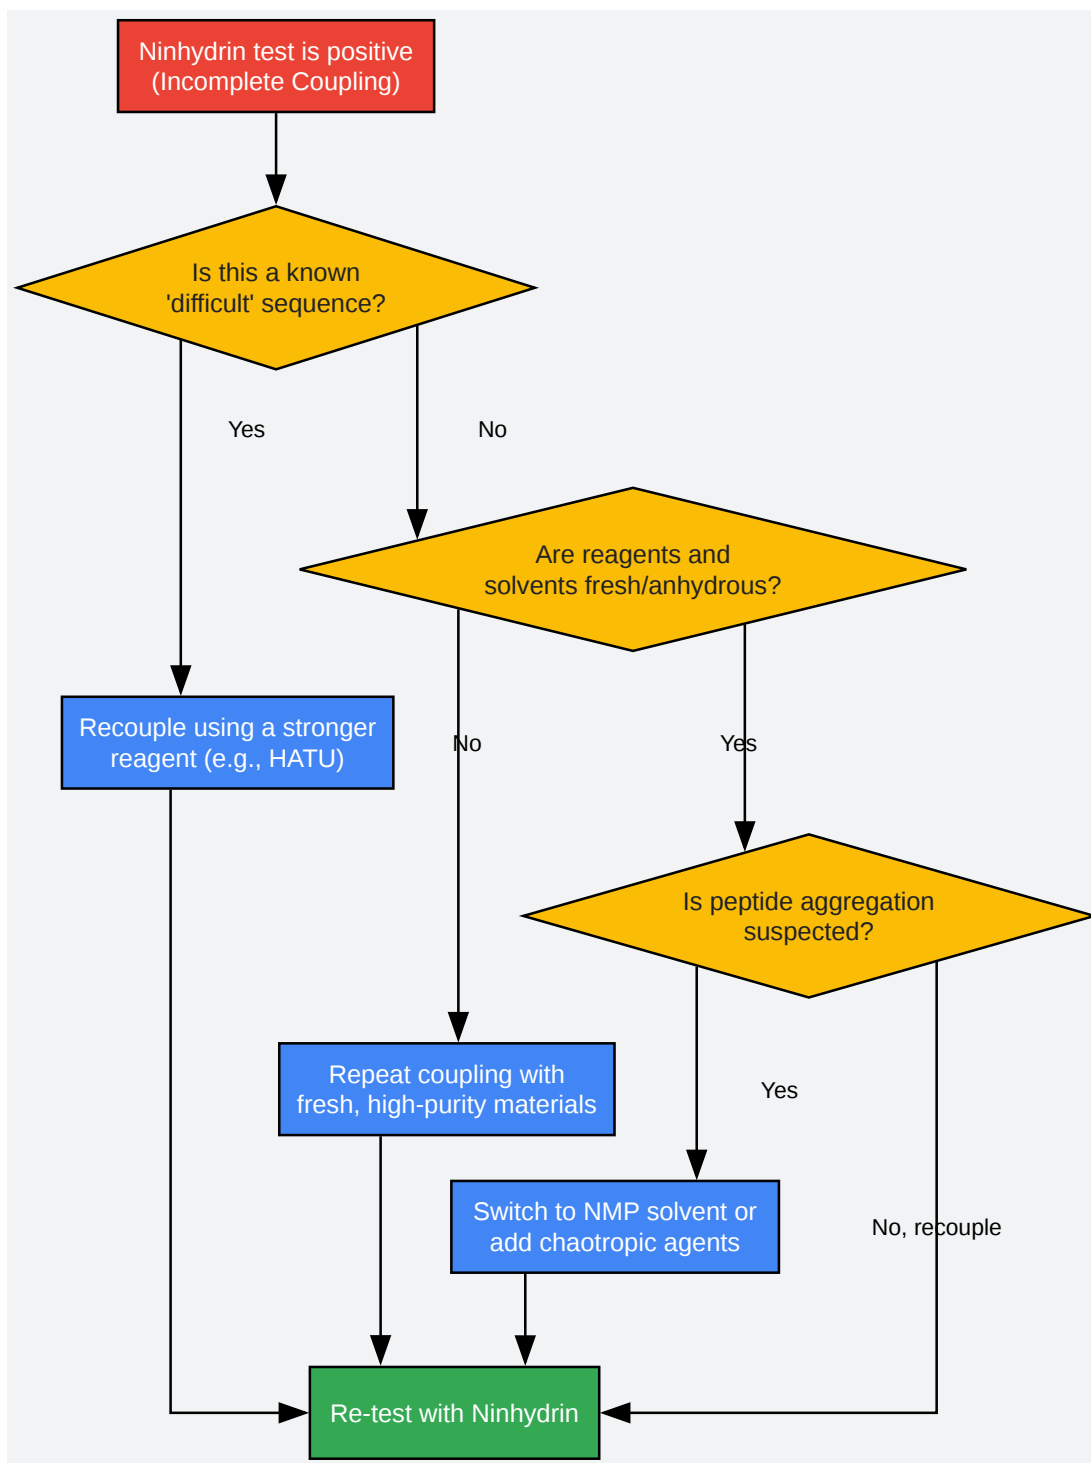 Ninhydrin test is positive
(Incomplete Coupling)
Is this a known
'difficult' sequence?
Yes
No
Are reagents and
solvents fresh/anhydrous?
Recouple using a stronger
reagent (e.g., HATU)
No
Yes
Is peptide aggregation
suspected?
Repeat coupling with
fresh, high-purity materials
Yes
Switch to NMP solvent or
add chaotropic agents
No, recouple
Re-test with Ninhydrin